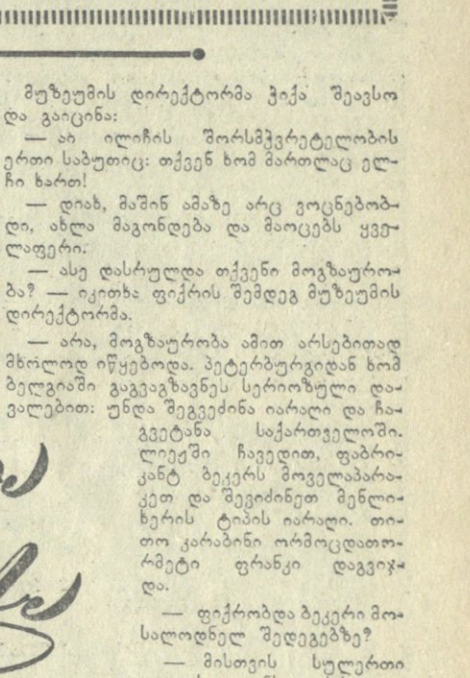 მუზეუმის დირექტორმა ჭიქა შეავსო
და გაიცინა:
— აი ილიჩის შორსმჭვრეტელობის
ერთი საბუთიც: თქვენ ხომ მართლაც ელ-
ჩი ხართ!
— დიახ, მაშინ ამაზე არც ვოცნებობ-
დი, ახლა მაგონდება და მაოცებს ყვე-
ლაფერი.
— ასე დასრულდა თქვენი მოგზაურო-
ბა? — იკითხა ფიქრის შემდეგ მუზეუმის
დირექტორმა.
— არა, მოგზაურობა ამით არსებითად
მხოლოდ იწყებოდა. პეტერბურგიდან ხომ
ბელგიაში გაგვაგზავნეს სერიოზული და-
ვალებით: უნდა შეგვეძინა იარაღი და ჩა-
გვეტანა საქართველოში.
ლიეჟში ჩავედით, ფაბრი-
კანტ ბეკერს მოველაპარა-
კეთ და შევიძინეთ მენლი-
ხერის ტიპის იარაღი. თი-
თო კარაბინი ორმოცდათო-
რმეტი ფრანკი დაგვიჯ-
და.
— ფიქრობდა ბეკერი მო-
სალოდნელ შედეგებზე?
— მისთვის სულერთი